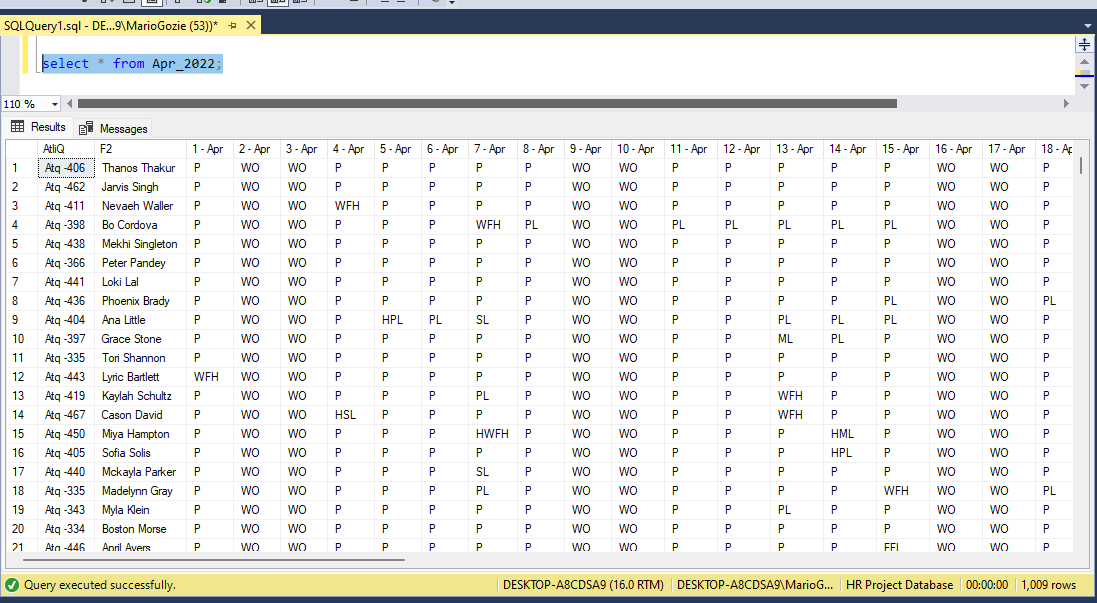 SQLQuery1.sql - DE...9\MarioGozie (53))*
select * from Apr_2022;
110 %
Results Messages
AtliQ F2 1 - Apr 2 - Apr 3 - Apr 4 - Apr 5 - Apr 6 - Apr 7 - Apr 8 - Apr 9 - Apr 10 - Apr 11 - Apr 12 - Apr 13 - Apr 14 - Apr 15 - Apr 16 - Apr 17 - Apr 18 - Ap
1 Atq -406 Thanos Thakur P WO WO P P P P P WO WO P P P P P WO WO P
2 Atq -462 Jarvis Singh P WO WO P P P P P WO WO P P P P P WO WO P
3 Atq -411 Nevaeh Waller P WO WO WFH P P P P WO WO P P P P P WO WO P
4 Atq -398 Bo Cordova P WO WO P P P WFH PL WO WO PL PL PL PL PL WO WO P
5 Atq -438 Mekhi Singleton P WO WO P P P P P WO WO P P P P P WO WO P
6 Atq -366 Peter Pandey P WO WO P P P P P WO WO P P P P P WO WO P
7 Atq -441 Loki Lal P WO WO P P P P P WO WO P P P P P WO WO P
8 Atq -436 Phoenix Brady P WO WO P P P P P WO WO P P P P PL WO WO PL
9 Atq -404 Ana Little P WO WO P HPL PL SL P WO WO P P PL PL PL WO WO P
10 Atq -397 Grace Stone P WO WO P P P P P WO WO P P ML PL P WO WO P
11 Atq -335 Tori Shannon P WO WO P P P P P WO WO P P P P P WO WO P
12 Atq -443 Lyric Bartlett WFH WO WO P P P P P WO WO P P P P P WO WO P
13 Atq -419 Kaylah Schultz P WO WO P P P PL P WO WO P P WFH P P WO WO P
14 Atq -467 Cason David P WO WO HSL P P P P WO WO P P WFH P P WO WO P
15 Atq -450 Miya Hampton P WO WO P P P HWFH P WO WO P P P HML P WO WO P
16 Atq -405 Sofia Solis P WO WO P P P P P WO WO P P P HPL P WO WO P
17 Atq -440 Mckayla Parker P WO WO P P P SL P WO WO P P P P P WO WO P
18 Atq -335 Madelynn Gray P WO WO P P P PL P WO WO P P P P WFH WO WO PL
19 Atq -343 Myla Klein P WO WO P P P P P WO WO P P PL P P WO WO P
20 Atq -334 Boston Morse P WO WO P P P P P WO WO P P P P P WO WO P
21 Atq -446 April Ayers P WO WO P P P P P WO WO P P P P WO WO P
Query executed successfully. DESKTOP-A8CDSA9 (16.0 RTM) DESKTOP-A8CDSA9\MarioG... HR Project Database 00:00:00 1,009 rows